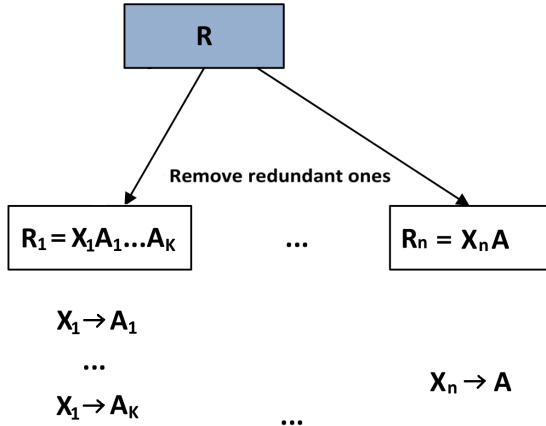 R
Remove redundant ones
R₁ = X₁A₁...Aₖ ... Rₙ = XₙA
X₁ → A₁
...
Xₙ → A
X₁ → Aₖ
...